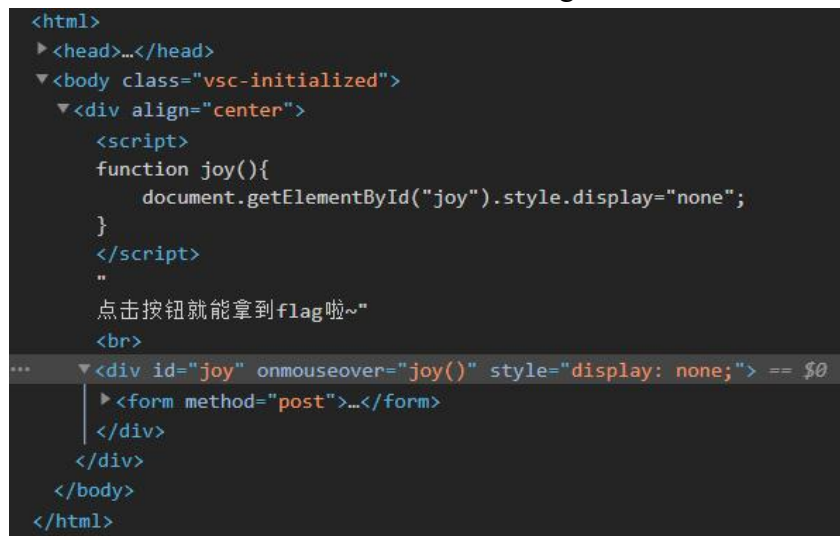 <html>
<head>…</head>
<body class="vsc-initialized">
<div align="center">
<script>
function joy(){
document.getElementById("joy").style.display="none";
}
</script>
"
点击按钮就能拿到flag啦~"
<br>
... <div id="joy" onmouseover="joy()" style="display: none;"> == $0
<form method="post">…</form>
</div>
</div>
</body>
</html>